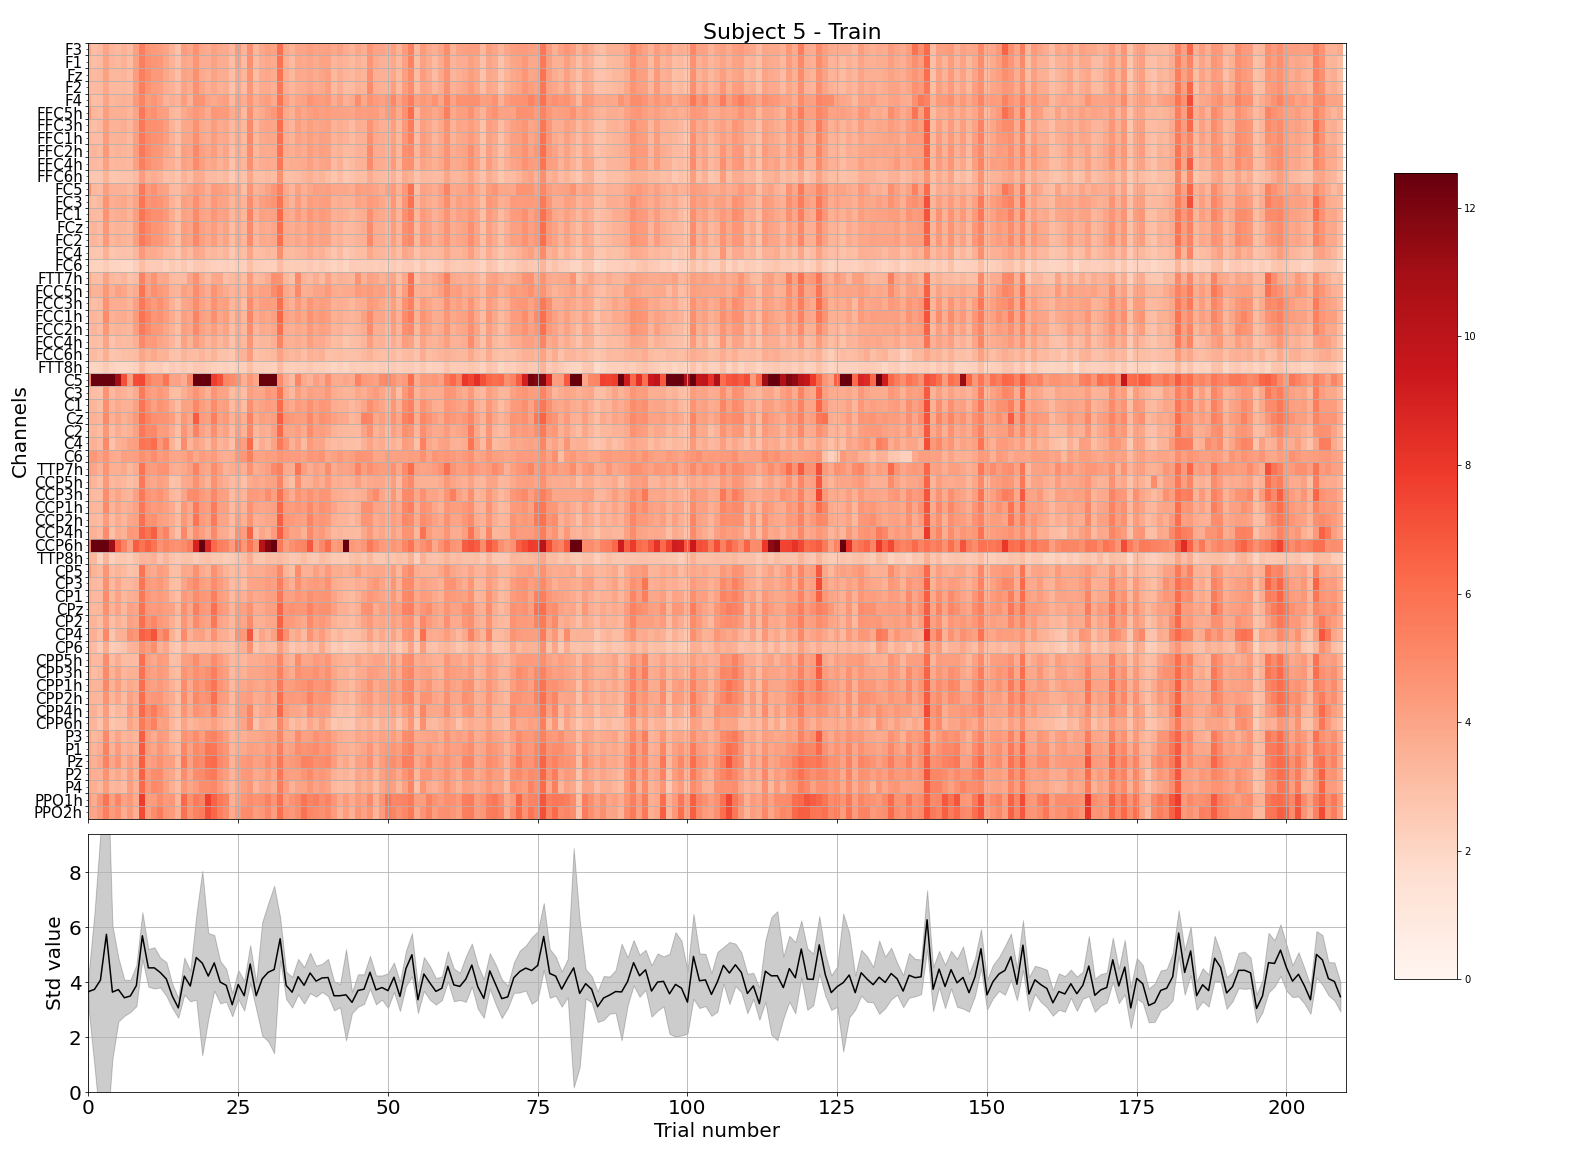 Subject 5 - Train
Channels
F3
F1
Fz
F2
F4
FFC5h
FFC3h
FFC1h
FFC2h
FFC4h
FFC6h
FC5
FC3
FC1
FCz
FC2
FC4
FC6
FTT7h
FCC5h
FCC3h
FCC1h
FCC2h
FCC4h
FCC6h
FTT8h
C5
C3
C1
Cz
C2
C4
C6
TTP7h
CCP5h
CCP3h
CCP1h
CCP2h
CCP4h
CCP6h
TTP8h
CP5
CP3
CP1
CPz
CP2
CP4
CP6
CPP5h
CPP3h
CPP1h
CPP2h
CPP4h
CPP6h
P3
P1
Pz
P2
P4
PPO1h
PPO2h
12
10
8
6
4
2
0
Std value
8
6
4
2
0
0 25 50 75 100 125 150 175 200
Trial number